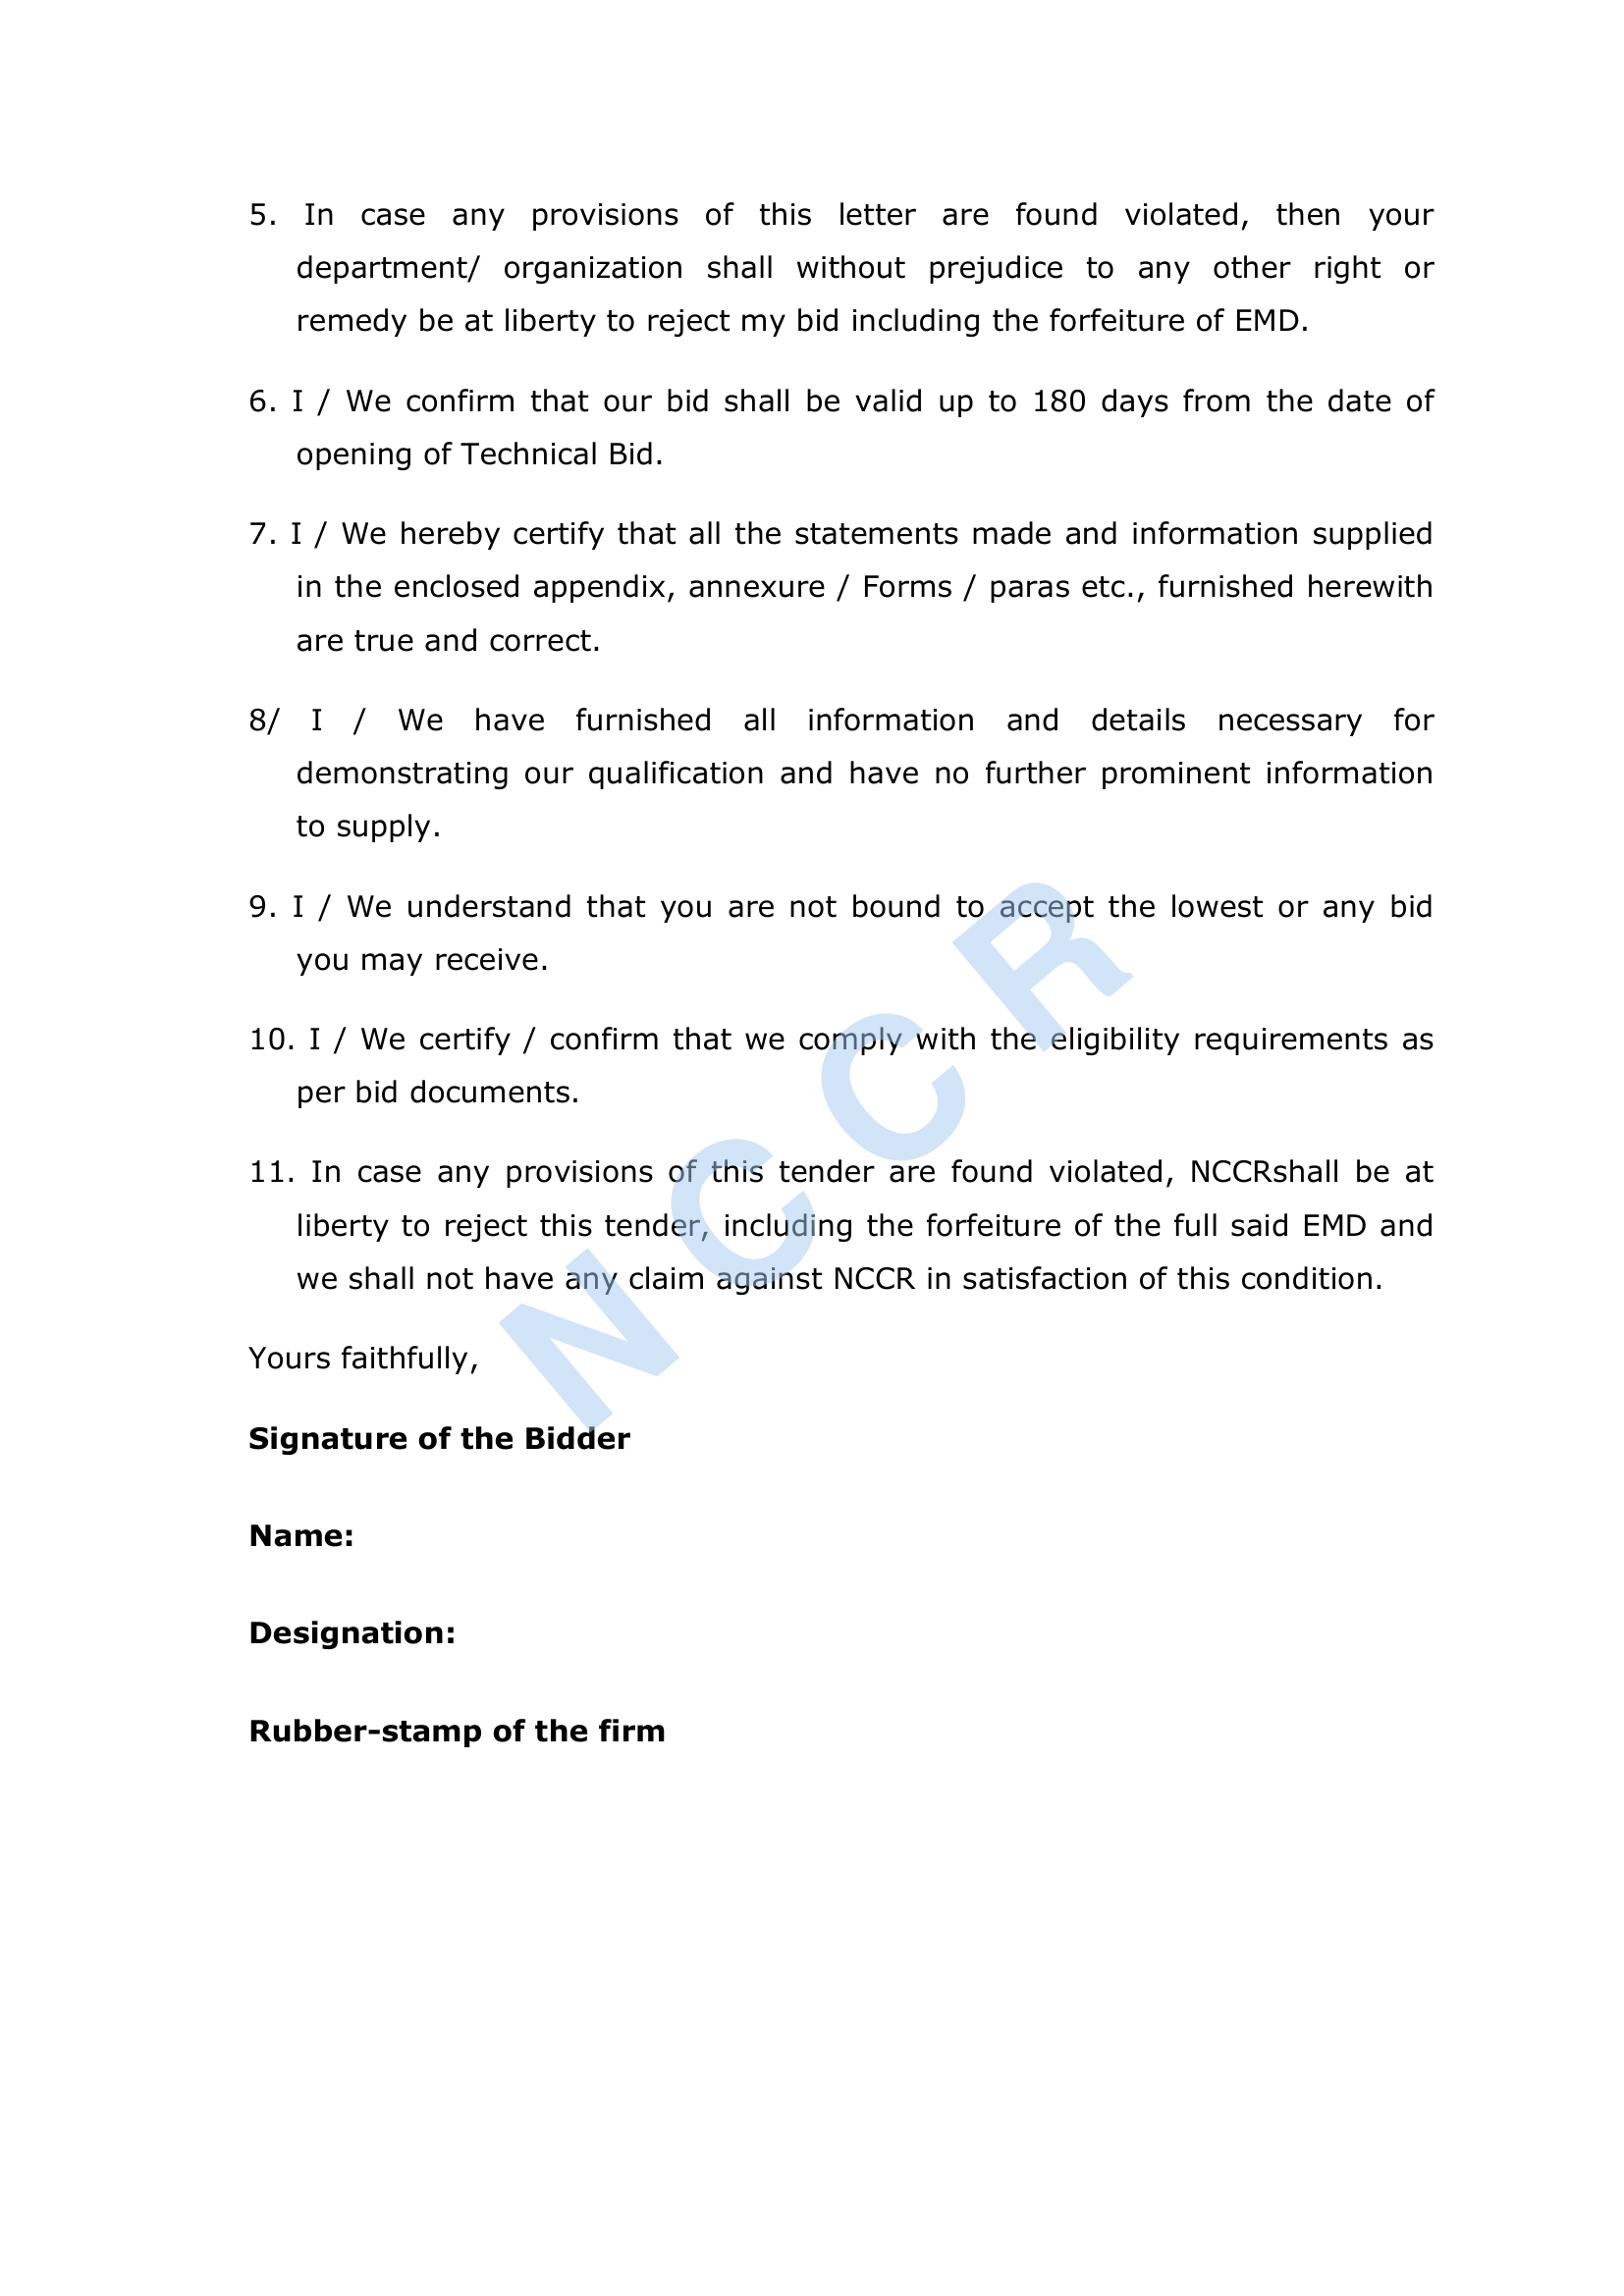 5. In case any provisions of this letter are found violated, then your
department/ organization shall without prejudice to any other right or
remedy be at liberty to reject my bid including the forfeiture of EMD.
6. I / We confirm that our bid shall be valid up to 180 days from the date of
opening of Technical Bid.
7. I / We hereby certify that all the statements made and information supplied
in the enclosed appendix, annexure / Forms / paras etc., furnished herewith
are true and correct.
8/ I / We have furnished all information and details necessary for
demonstrating our qualification and have no further prominent information
to supply.
9. I / We understand that you are not bound to accept the lowest or any bid
you may receive.
10. I / We certify / confirm that we comply with the eligibility requirements as
per bid documents.
11. In case any provisions of this tender are found violated, NCCRshall be at
liberty to reject this tender, including the forfeiture of the full said EMD and
we shall not have any claim against NCCR in satisfaction of this condition.
Yours faithfully,
Signature of the Bidder
Name:
Designation:
Rubber-stamp of the firm
NCCR